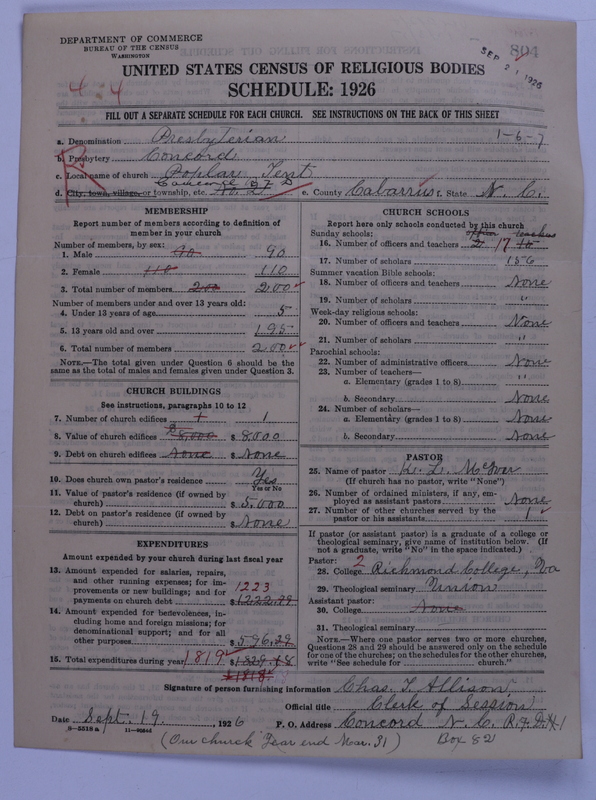 DEPARTMENT OF COMMERCE
BUREAU OF THE CENSUS
WASHINGTON
804
SEP 21 1926
UNITED STATES CENSUS OF RELIGIOUS BODIES
4-4
SCHEDULE: 1926
FILL OUT A SEPARATE SCHEDULE FOR EACH CHURCH. SEE INSTRUCTIONS ON THE BACK OF THIS SHEET
a. Denomination Presbyterian 1-6-7
b. Presbytery Concord
c. Local name of church Poplar Tent
d. City, town, village, or township, etc. Concord R.F.D. e. County Cabarrus f. State N. C.
MEMBERSHIP
Report number of members according to definition of member in your church
Number of members, by sex:
1. Male 90 90
2. Female 110 110
3. Total number of members 200 200
Number of members under and over 13 years old:
4. Under 13 years of age 5
5. 13 years old and over 195
6. Total number of members 200
NOTE.—The total given under Question 6 should be the same as the total of males and females given under Question 3.
CHURCH BUILDINGS
See instructions, paragraphs 10 to 12
7. Number of church edifices 1 1
8. Value of church edifices $8,000 $ 8,000
9. Debt on church edifices None $ None
10. Does church own pastor's residence Yes
Yes or No
11. Value of pastor's residence (if owned by church) $ 5,000
12. Debt on pastor's residence (if owned by church) $ None
EXPENDITURES
Amount expended by your church during last fiscal year
13. Amount expended for salaries, repairs, and other running expenses; for improvements or new buildings; and for payments on church debt 1223 $ 1222.79
14. Amount expended for benevolences, including home and foreign missions; for denominational support; and for all other purposes $ 596.39
15. Total expenditures during year 1819 $ 1829.18
$1818
CHURCH SCHOOLS
Report here only schools conducted by this church
Sunday schools:
16. Number of officers and teachers 2 17 15
17. Number of scholars 156
Summer vacation Bible schools:
18. Number of officers and teachers None
19. Number of scholars "
Week-day religious schools:
20. Number of officers and teachers None
21. Number of scholars "
Parochial schools:
22. Number of administrative officers None
23. Number of teachers—
a. Elementary (grades 1 to 8) "
b. Secondary None
24. Number of scholars—
a. Elementary (grades 1 to 8) None
b. Secondary None
PASTOR
25. Name of pastor
(If church has no pastor, write "None")
26. Number of ordained ministers, if any, employed as assistant pastors None
27. Number of other churches served by the pastor or his assistants 1
If pastor (or assistant pastor) is a graduate of a college or theological seminary, give name of institution below. (If not a graduate, write "No" in the space indicated.)
Pastor: 2
28. College Richmond College, Va
29. Theological seminary Union
Assistant pastor:
30. College None
31. Theological seminary
NOTE.—Where one pastor serves two or more churches, Questions 28 and 29 should be answered only on the schedule for one of the churches; on the schedules for the other churches, write "See schedule for church."
Signature of person furnishing information Chas. T. Allison,
Official title Clerk of Session
Date Sept. 19, 1926 P. O. Address Concord N. C. R.F.D.#1
(Our church Year end Mar. 31) Box 82